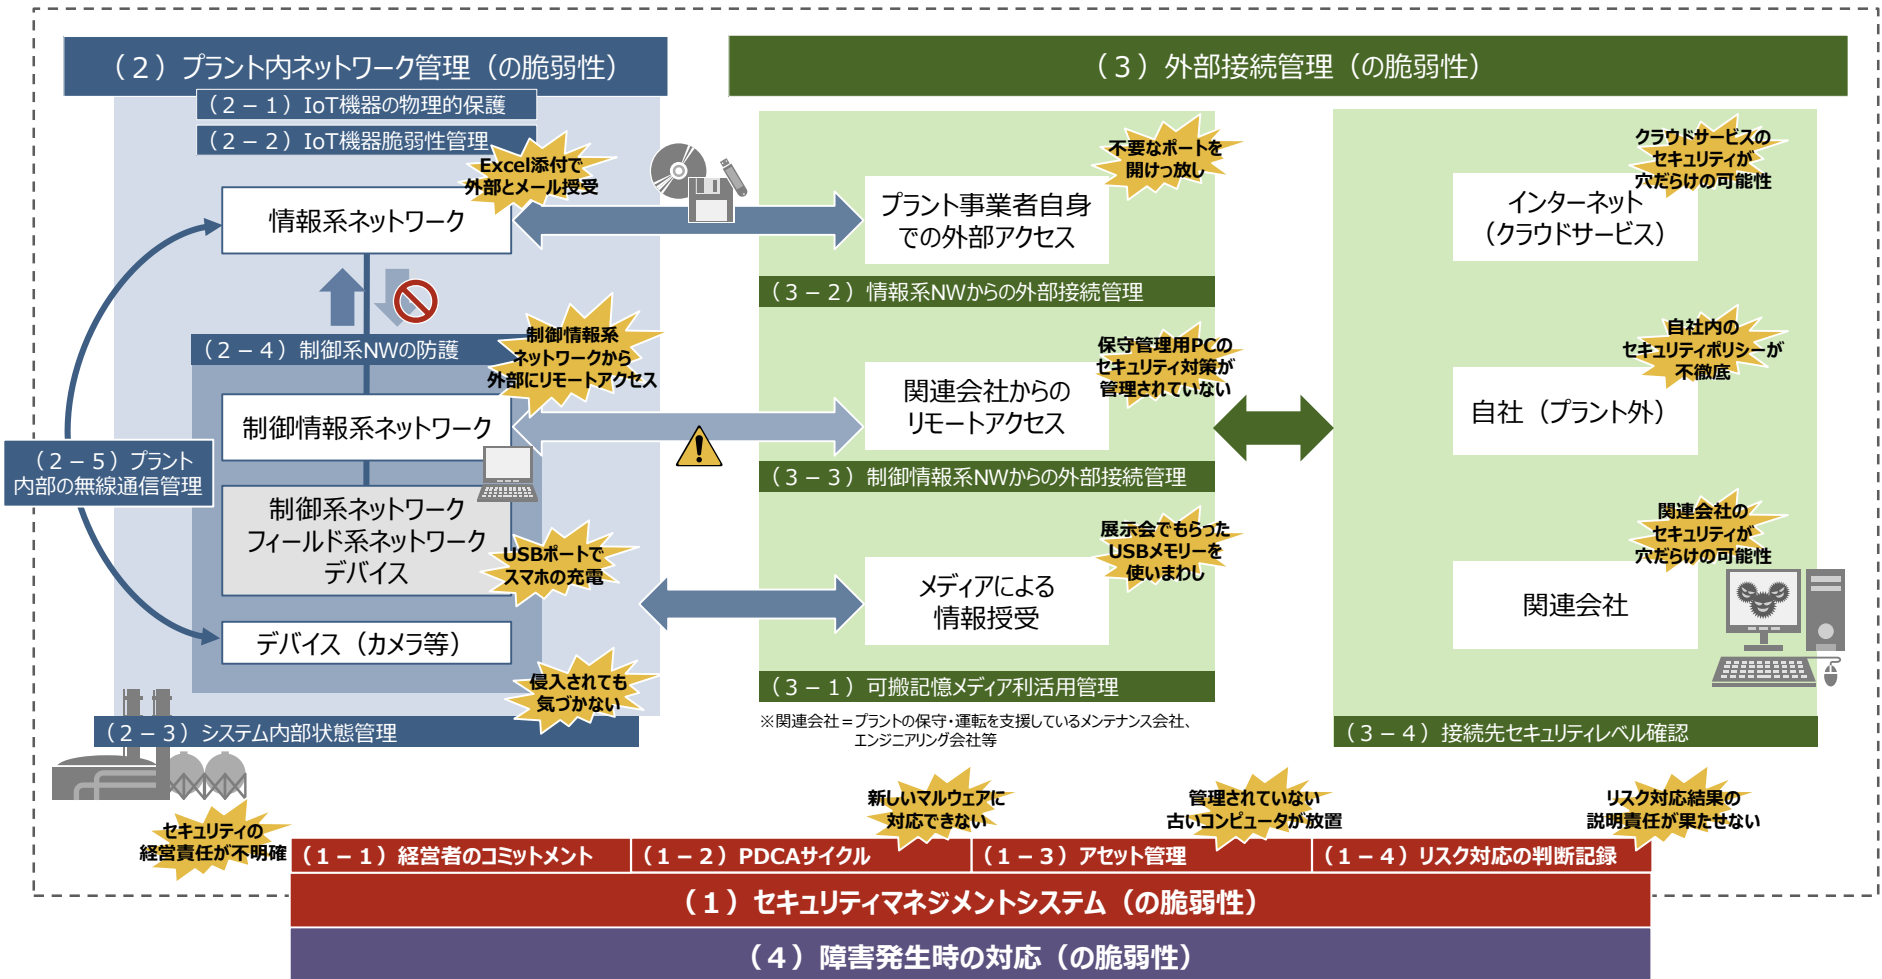 （２）プラント内ネットワーク管理（の脆弱性）
（２－１）IoT機器の物理的保護
（２－２）IoT機器脆弱性管理
Excel添付で
外部とメール授受
情報系ネットワーク
（２－４）制御系NWの防護
制御情報系
ネットワークから
外部にリモートアクセス
制御情報系ネットワーク
（２－５）プラント
内部の無線通信管理
制御系ネットワーク
フィールド系ネットワーク
デバイス
USBポートで
スマホの充電
デバイス（カメラ等）
侵入されても
気づかない
（２－３）システム内部状態管理
（３）外部接続管理（の脆弱性）
不要なポートを
開けっ放し
プラント事業者自身
での外部アクセス
（３－２）情報系NWからの外部接続管理
保守管理用PCの
セキュリティ対策が
管理されていない
関連会社からの
リモートアクセス
（３－３）制御情報系NWからの外部接続管理
展示会でもらった
USBメモリーを
使いまわし
メディアによる
情報授受
（３－１）可搬記憶メディア利活用管理
※関連会社＝プラントの保守・運転を支援しているメンテナンス会社、
エンジニアリング会社等
クラウドサービスの
セキュリティが
穴だらけの可能性
インターネット
（クラウドサービス）
自社内の
セキュリティポリシーが
不徹底
自社（プラント外）
関連会社の
セキュリティが
穴だらけの可能性
関連会社
（３－４）接続先セキュリティレベル確認
セキュリティの
経営責任が不明確
新しいマルウェアに
対応できない
管理されていない
古いコンピュータが放置
リスク対応結果の
説明責任が果たせない
（１－１）経営者のコミットメント
（１－２）PDCAサイクル
（１－３）アセット管理
（１－４）リスク対応の判断記録
（１）セキュリティマネジメントシステム（の脆弱性）
（４）障害発生時の対応（の脆弱性）